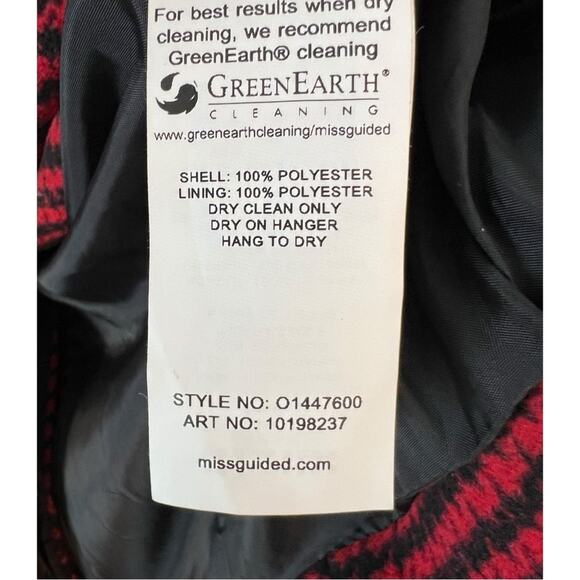 For best results when dry
cleaning, we recommend
GreenEarth® cleaning
GREENEARTH®
CLEANING
www.greenearthcleaning/missguided
SHELL: 100% POLYESTER
LINING: 100% POLYESTER
DRY CLEAN ONLY
DRY ON HANGER
HANG TO DRY
STYLE NO: O1447600
ART NO: 10198237
missguided.com